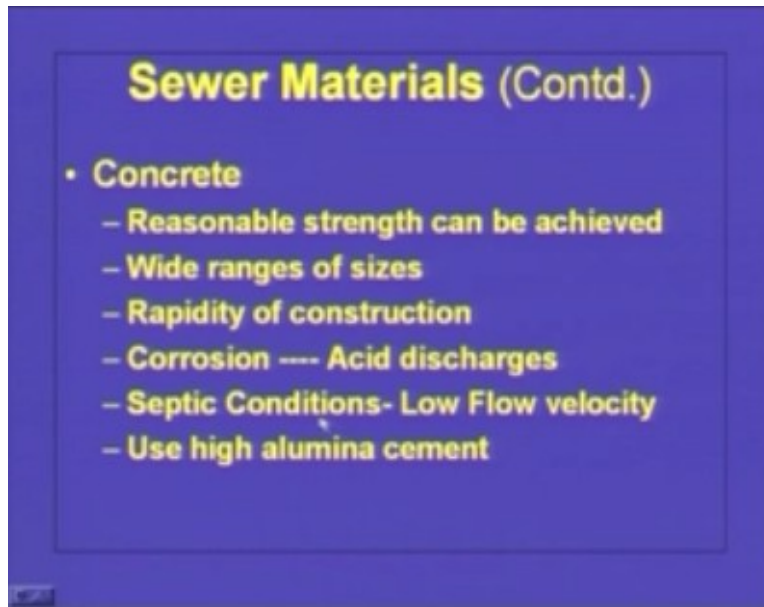 Sewer Materials (Contd.)
• Concrete
– Reasonable strength can be achieved
– Wide ranges of sizes
– Rapidity of construction
– Corrosion ---- Acid discharges
– Septic Conditions- Low Flow velocity
– Use high alumina cement